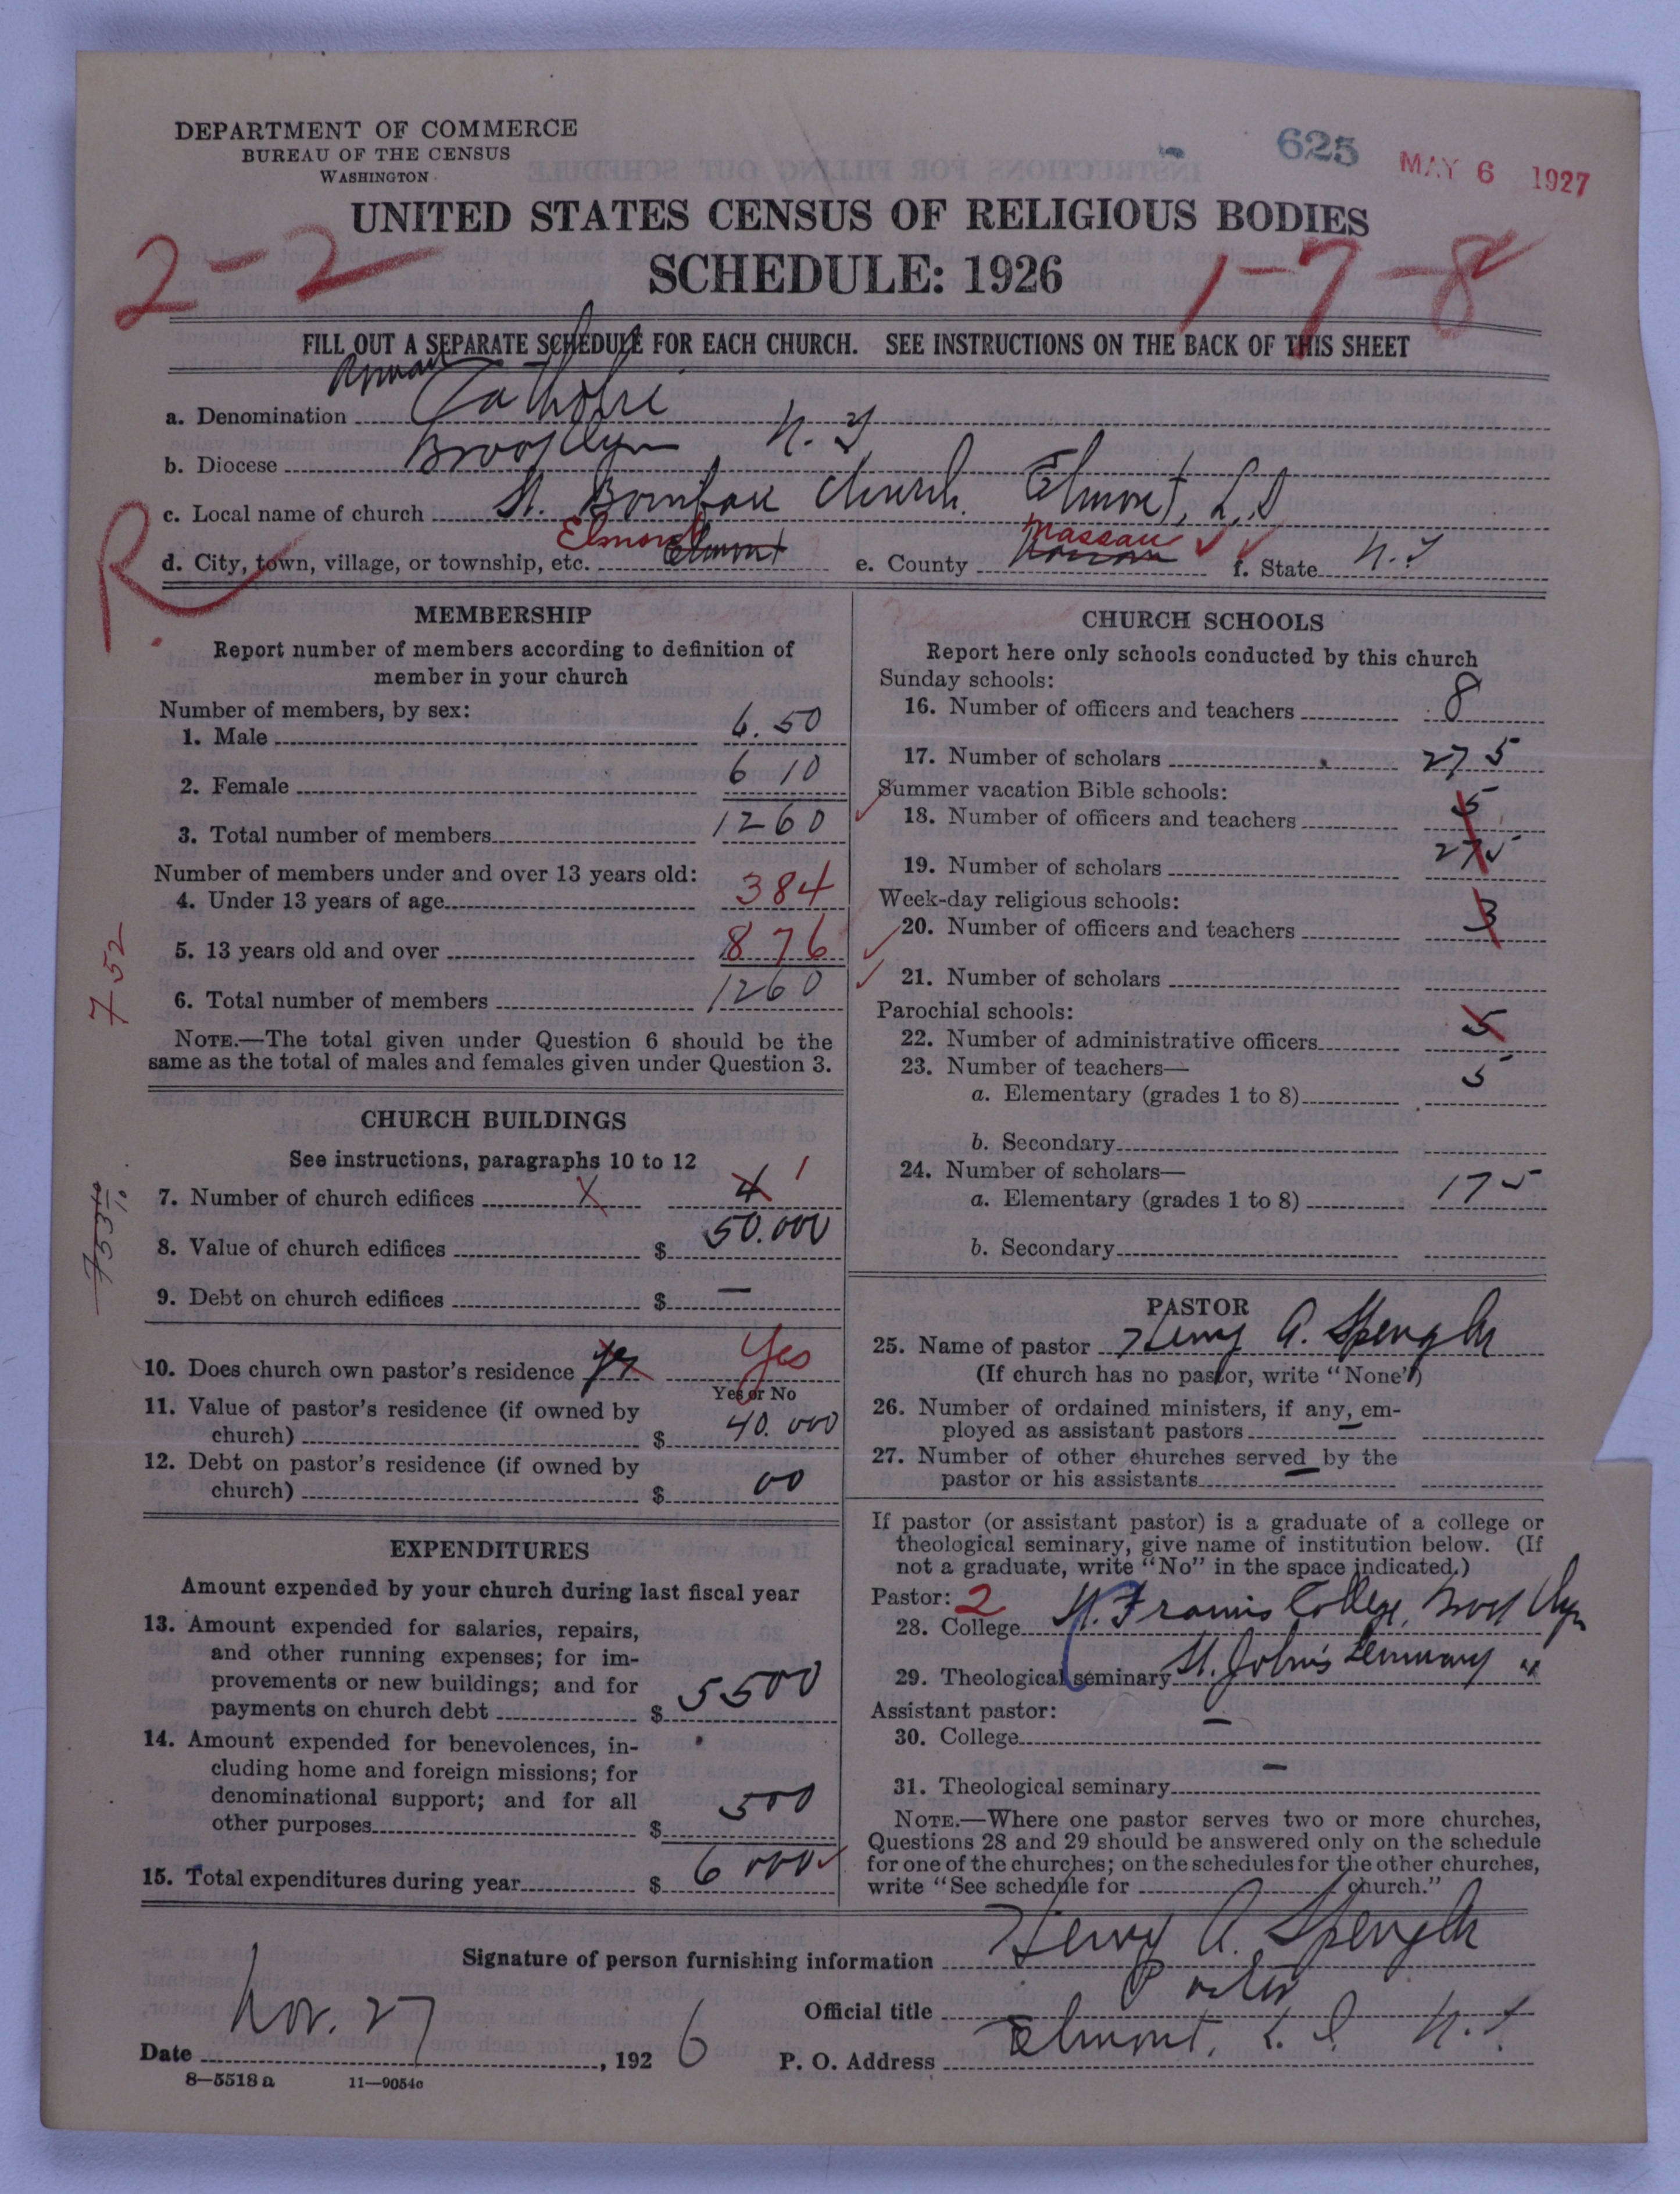 DEPARTMENT OF COMMERCE
BUREAU OF THE CENSUS
WASHINGTON
625 MAY 6 1927
UNITED STATES CENSUS OF RELIGIOUS BODIES
2-2 SCHEDULE: 1926 1-7-8
FILL OUT A SEPARATE SCHEDULE FOR EACH CHURCH. SEE INSTRUCTIONS ON THE BACK OF THIS SHEET
Roman
a. Denomination Catholic
b. Diocese Brooklyn N. Y
c. Local name of church St. Boniface Church. Elmont, L. I
Elmont Nassau
d. City, town, village, or township, etc. Elmont e. County Nassau f. State N. Y
R
MEMBERSHIP
Report number of members according to definition of
member in your church
Number of members, by sex:
1. Male 6.50
2. Female 6 10
3. Total number of members 1260
Number of members under and over 13 years old:
4. Under 13 years of age 384
5. 13 years old and over 876
6. Total number of members 1260
NOTE.—The total given under Question 6 should be the
same as the total of males and females given under Question 3.
752
CHURCH BUILDINGS
See instructions, paragraphs 10 to 12
7. Number of church edifices 4 1
8. Value of church edifices $ 50.000
9. Debt on church edifices $ —
10. Does church own pastor's residence yes Yes
Yes or No
11. Value of pastor's residence (if owned by
church) $ 40.000
12. Debt on pastor's residence (if owned by
church) $ 00
EXPENDITURES
Amount expended by your church during last fiscal year
13. Amount expended for salaries, repairs,
and other running expenses; for im-
provements or new buildings; and for
payments on church debt $ 5500
14. Amount expended for benevolences, in-
cluding home and foreign missions; for
denominational support; and for all
other purposes $ 500
15. Total expenditures during year $ 6 000
CHURCH SCHOOLS
Report here only schools conducted by this church
Sunday schools:
16. Number of officers and teachers 8
17. Number of scholars 275
Summer vacation Bible schools:
18. Number of officers and teachers 5
19. Number of scholars 275
Week-day religious schools:
20. Number of officers and teachers 3
21. Number of scholars
Parochial schools:
22. Number of administrative officers 5
23. Number of teachers—
a. Elementary (grades 1 to 8) 5
b. Secondary
24. Number of scholars—
a. Elementary (grades 1 to 8) 175
b. Secondary
PASTOR
25. Name of pastor Henry A. Spengler
(If church has no pastor, write "None")
26. Number of ordained ministers, if any, em-
ployed as assistant pastors —
27. Number of other churches served by the
pastor or his assistants —
If pastor (or assistant pastor) is a graduate of a college or
theological seminary, give name of institution below. (If
not a graduate, write "No" in the space indicated.)
Pastor: 2
28. College St. Francis College, Brooklyn
29. Theological seminary St. John's Seminary "
Assistant pastor:
30. College —
31. Theological seminary —
NOTE.—Where one pastor serves two or more churches,
Questions 28 and 29 should be answered only on the schedule
for one of the churches; on the schedules for the other churches,
write "See schedule for church."
Signature of person furnishing information Henry A. Spengler
Official title Pastor
Date Nov. 27, 1926 P. O. Address Elmont, L. I N. Y
8—5518 a 11—9054c